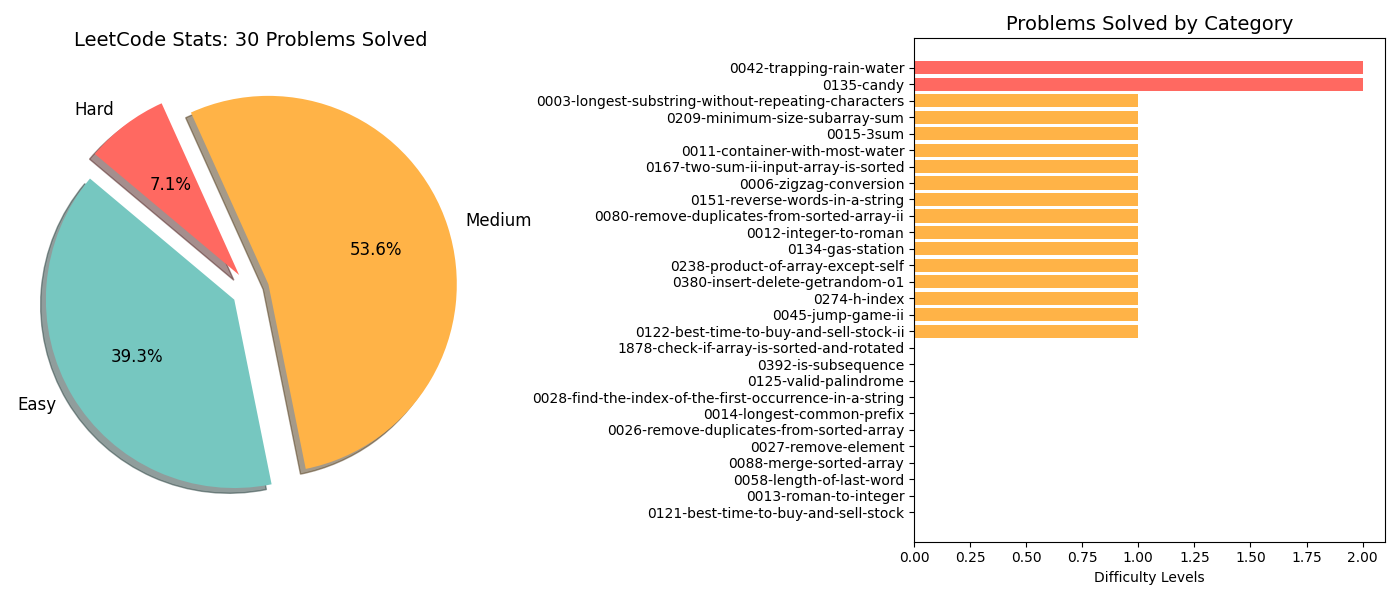 LeetCode Stats: 30 Problems Solved
Hard
7.1%
Medium
53.6%
39.3%
Easy
Problems Solved by Category
0042-trapping-rain-water
0135-candy
0003-longest-substring-without-repeating-characters
0209-minimum-size-subarray-sum
0015-3sum
0011-container-with-most-water
0167-two-sum-ii-input-array-is-sorted
0006-zigzag-conversion
0151-reverse-words-in-a-string
0080-remove-duplicates-from-sorted-array-ii
0012-integer-to-roman
0134-gas-station
0238-product-of-array-except-self
0380-insert-delete-getrandom-o1
0274-h-index
0045-jump-game-ii
0122-best-time-to-buy-and-sell-stock-ii
1878-check-if-array-is-sorted-and-rotated
0392-is-subsequence
0125-valid-palindrome
0028-find-the-index-of-the-first-occurrence-in-a-string
0014-longest-common-prefix
0026-remove-duplicates-from-sorted-array
0027-remove-element
0088-merge-sorted-array
0058-length-of-last-word
0013-roman-to-integer
0121-best-time-to-buy-and-sell-stock
0.00 0.25 0.50 0.75 1.00 1.25 1.50 1.75 2.00
Difficulty Levels